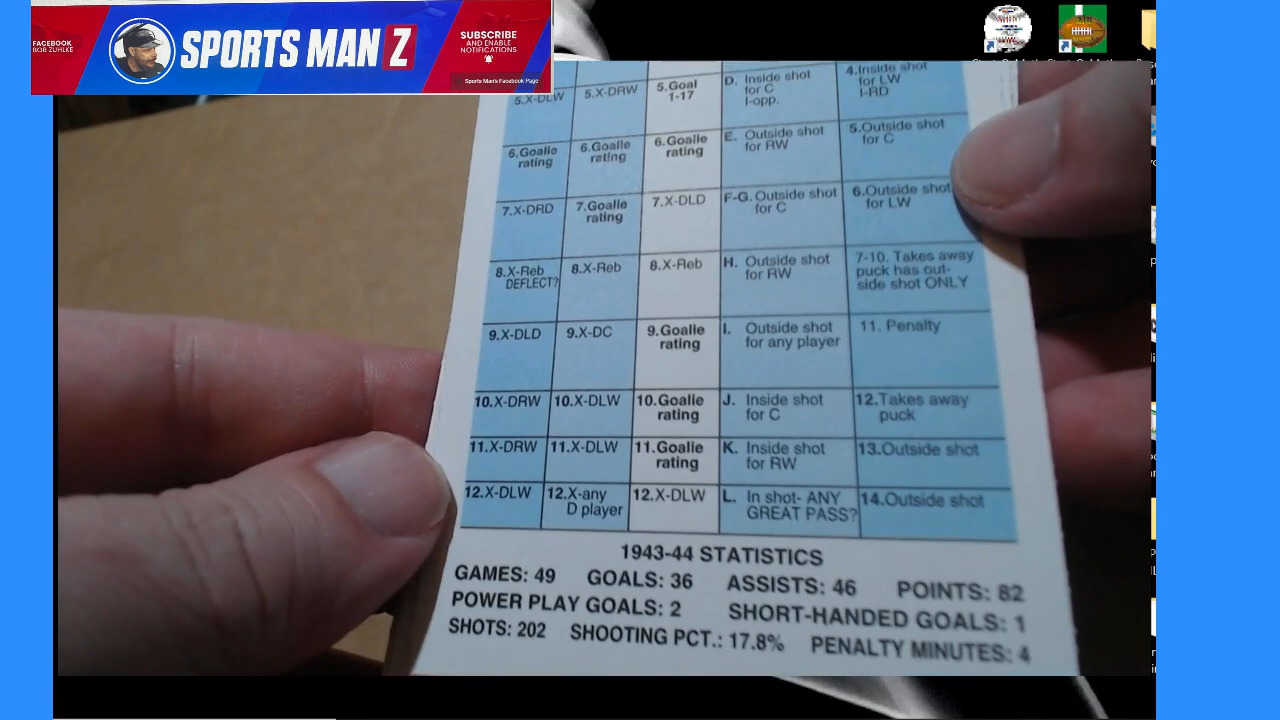 FACEBOOK
BOB ZUHLKE
SPORTS MAN Z
SUBSCRIBE
AND ENABLE
NOTIFICATIONS
Sports Man's Facebook Page
5.X-DLW
5.X-DRW
5.Goal
1-17
D. Inside shot
for C
I-opp.
4.Inside shot
for LW
I-RD
6.Goalie
rating
6.Goalie
rating
6.Goalie
rating
E. Outside shot
for RW
5.Outside shot
for C
7.X-DRD
7.Goalie
rating
7.X-DLD
F-G. Outside shot
for C
6.Outside shot
for LW
8.X-Reb
DEFLECT?
8.X-Reb
8.X-Reb
H. Outside shot
for RW
7-10. Takes away
puck has out-
side shot ONLY
9.X-DLD
9.X-DC
9.Goalie
rating
I. Outside shot
for any player
11. Penalty
10.X-DRW
10.X-DLW
10.Goalie
rating
J. Inside shot
for C
12.Takes away
puck
11.X-DRW
11.X-DLW
11.Goalie
rating
K. Inside shot
for RW
13.Outside shot
12.X-DLW
12.X-any
D player
12.X-DLW
L. In shot- ANY
GREAT PASS?
14.Outside shot
1943-44 STATISTICS
GAMES: 49 GOALS: 36 ASSISTS: 46 POINTS: 82
POWER PLAY GOALS: 2 SHORT-HANDED GOALS: 1
SHOTS: 202 SHOOTING PCT.: 17.8% PENALTY MINUTES: 4